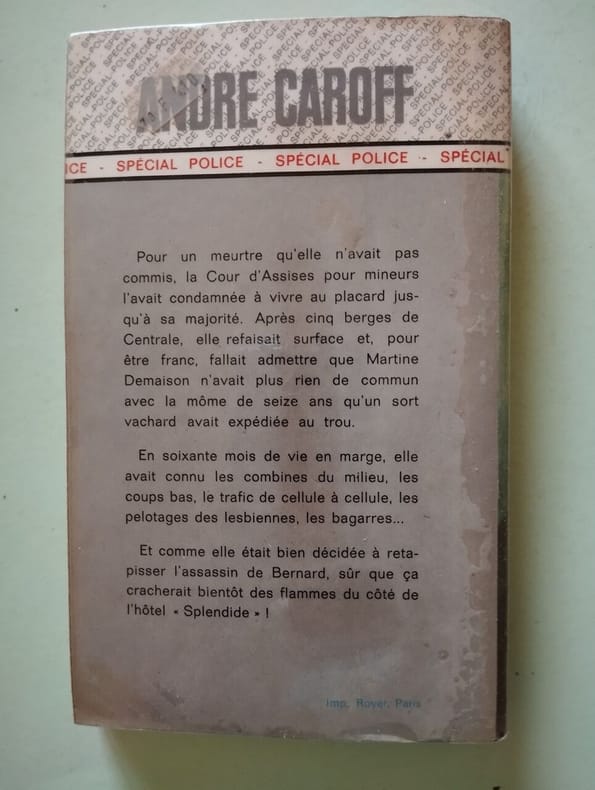 ANDRE CAROFF
ICE - SPÉCIAL POLICE - SPÉCIAL POLICE - SPÉCIAL
Pour un meurtre qu'elle n'avait pas
commis, la Cour d'Assises pour mineurs
l'avait condamnée à vivre au placard jus-
qu'à sa majorité. Après cinq berges de
Centrale, elle refaisait surface et, pour
être franc, fallait admettre que Martine
Demaison n'avait plus rien de commun
avec la môme de seize ans qu'un sort
vachard avait expédiée au trou.
En soixante mois de vie en marge, elle
avait connu les combines du milieu, les
coups bas, le trafic de cellule à cellule, les
pelotages des lesbiennes, les bagarres...
Et comme elle était bien décidée à reta-
pisser l'assassin de Bernard, sûr que ça
cracherait bientôt des flammes du côté de
l'hôtel « Splendide » !
Imp. Royer, Paris